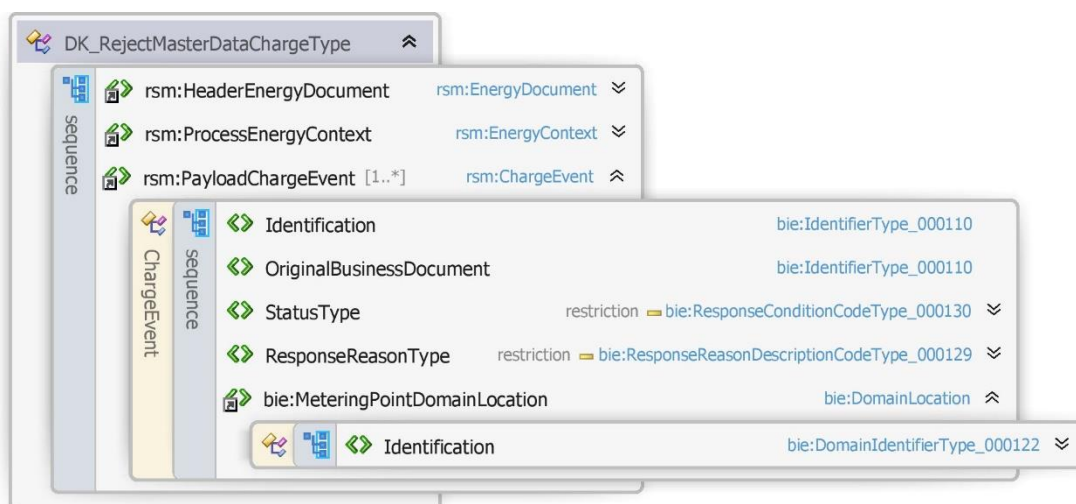 DK_RejectMasterDataChargeType
sequence
rsm:HeaderEnergyDocument rsm:EnergyDocument
rsm:ProcessEnergyContext rsm:EnergyContext
rsm:PayloadChargeEvent [1..*] rsm:ChargeEvent
ChargeEvent
sequence
Identification bie:IdentifierType_000110
OriginalBusinessDocument bie:IdentifierType_000110
StatusType restriction bie:ResponseConditionCodeType_000130
ResponseReasonType restriction bie:ResponseReasonDescriptionCodeType_000129
bie:MeteringPointDomainLocation bie:DomainLocation
Identification bie:DomainIdentifierType_000122